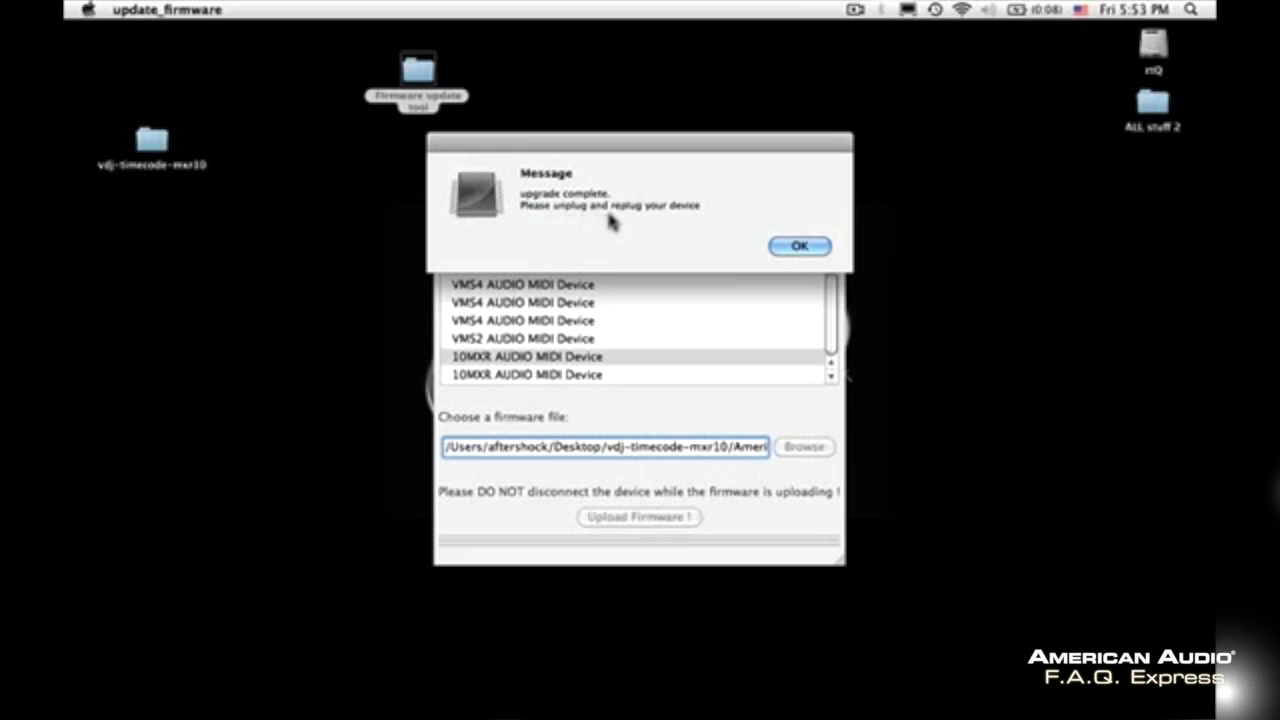 update_firmware
(0:08)
Fri 5:53 PM
Firmware update
tool
rtQ
ALL stuff 2
vdj-timecode-mxr10
Message
upgrade complete.
Please unplug and replug your device
OK
VMS4 AUDIO MIDI Device
VMS4 AUDIO MIDI Device
VMS4 AUDIO MIDI Device
VMS2 AUDIO MIDI Device
10MXR AUDIO MIDI Device
10MXR AUDIO MIDI Device
Choose a firmware file:
/Users/aftershock/Desktop/vdj-timecode-mxr10/Ameri
Browse
Please DO NOT disconnect the device while the firmware is uploading !
Upload Firmware !
AMERICAN AUDIO®
F.A.Q. Express